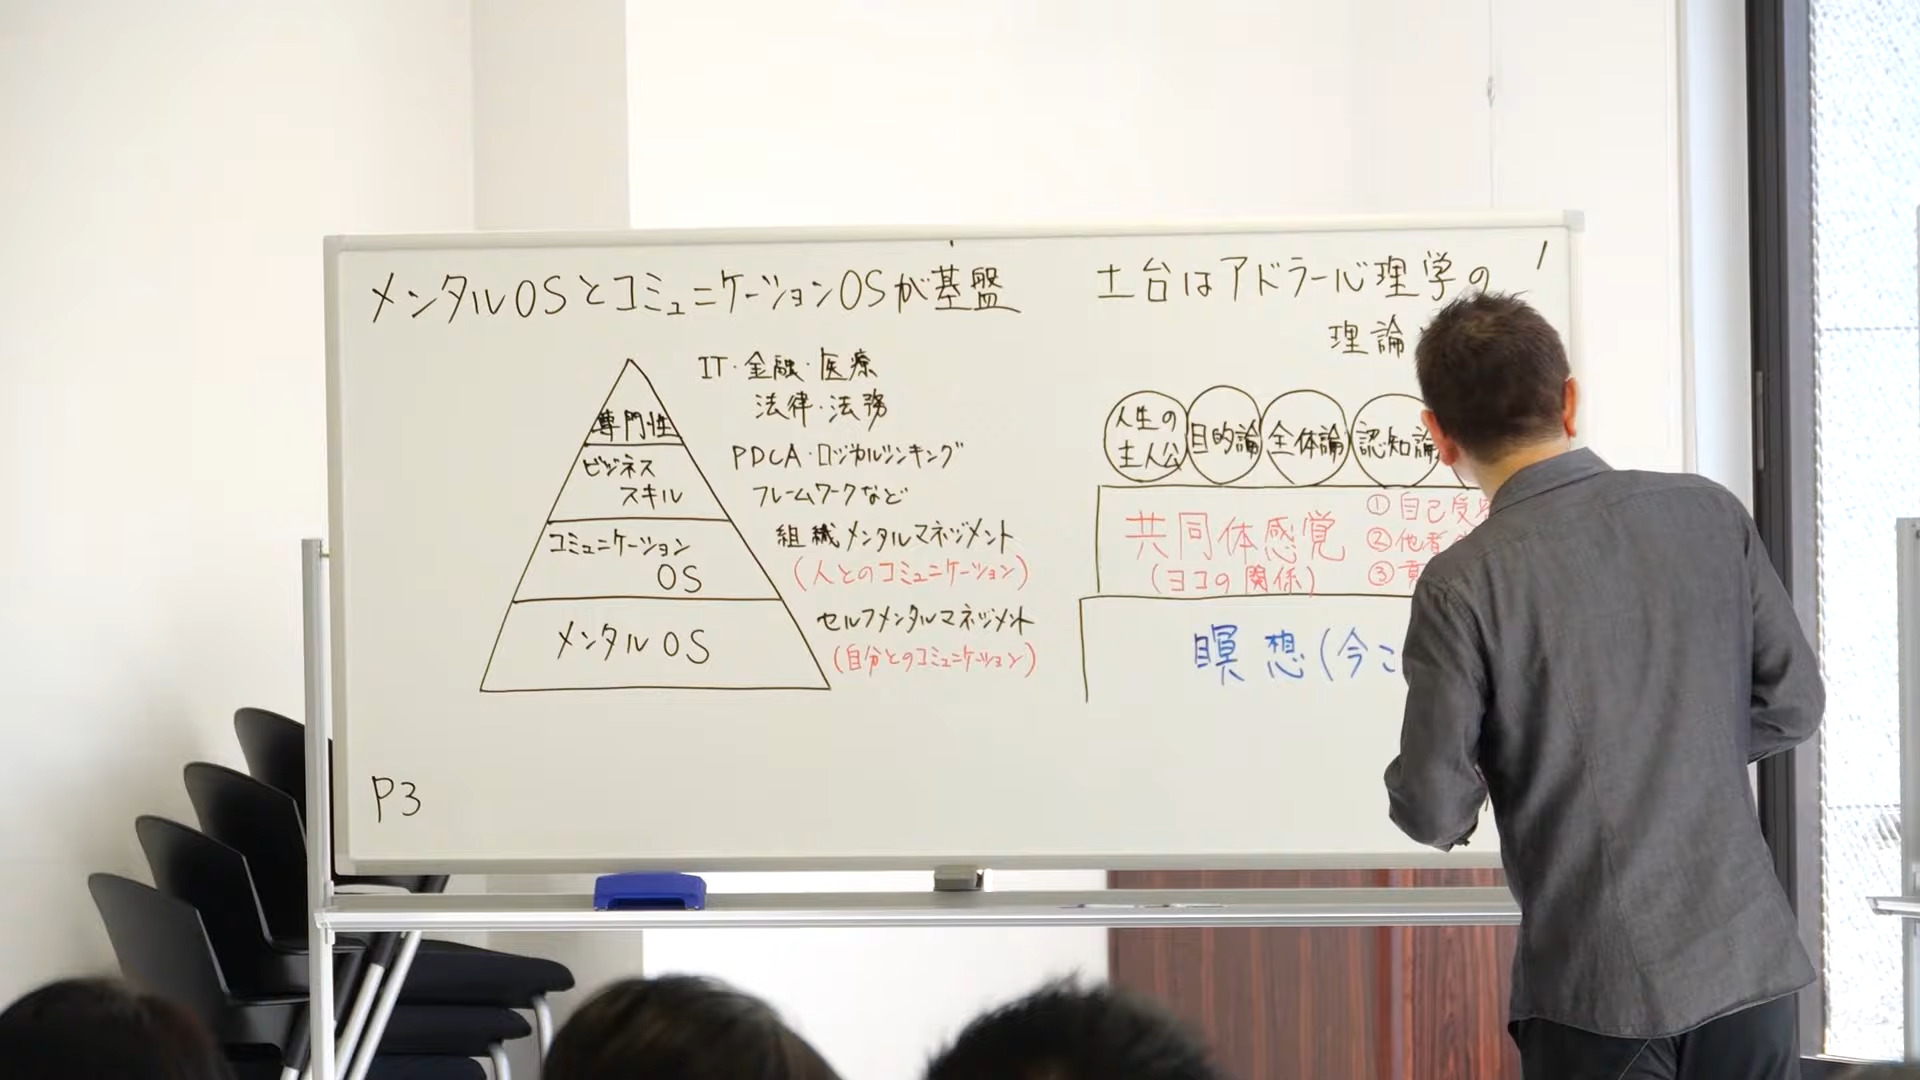 メンタルOSとコミュニケーションOSが基盤
専門性
IT・金融・医療
法律・法務
ビジネス
スキル
PDCA・ロジカルシンキング
フレームワークなど
コミュニケーション
OS
組織メンタルマネジメント
(人とのコミュニケーション)
メンタルOS
セルフメンタルマネジメント
(自分とのコミュニケーション)
P3
土台はアドラー心理学の
理論
人生の
主人公
目的論
全体論
認知論
共同体感覚
(ヨコの関係)
①自己受
②他者
③貢
瞑想(今こ